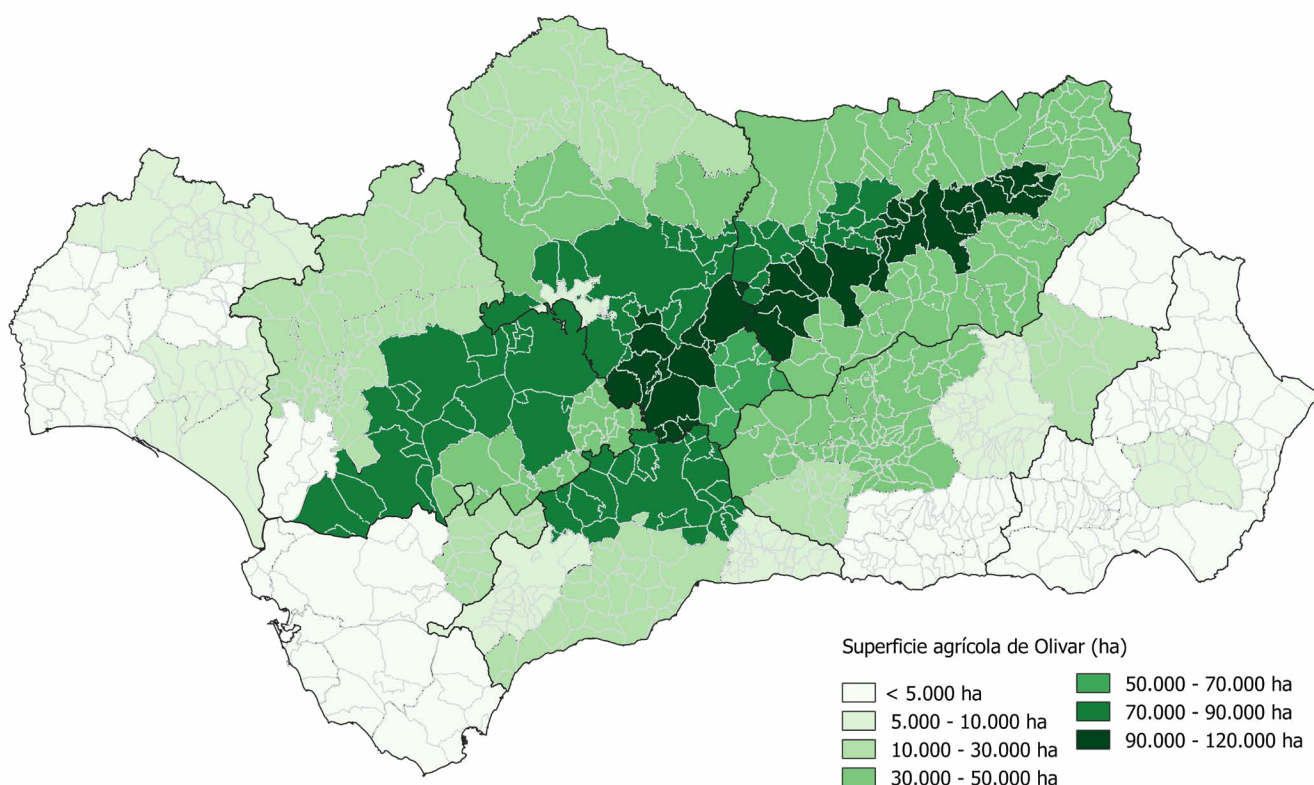 Superficie agrícola de Olivar (ha)
< 5.000 ha
5.000 - 10.000 ha
10.000 - 30.000 ha
30.000 - 50.000 ha
50.000 - 70.000 ha
70.000 - 90.000 ha
90.000 - 120.000 ha